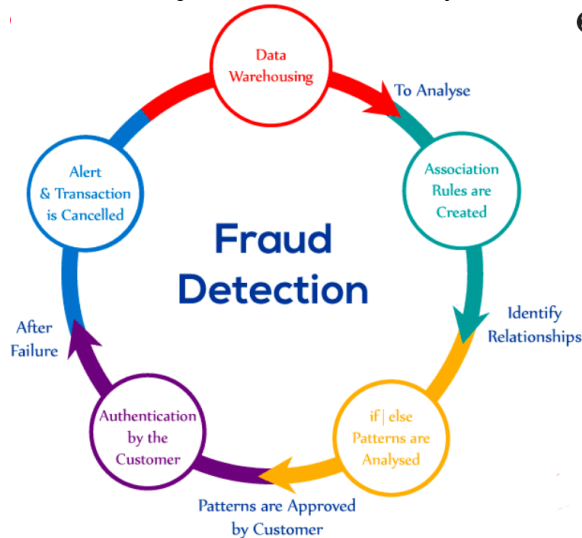 Data
Warehousing
To Analyse
Association
Rules are
Created
Identify
Relationships
if | else
Patterns are
Analysed
Patterns are Approved
by Customer
Authentication
by the
Customer
After
Failure
Alert
& Transaction
is Cancelled
Fraud
Detection